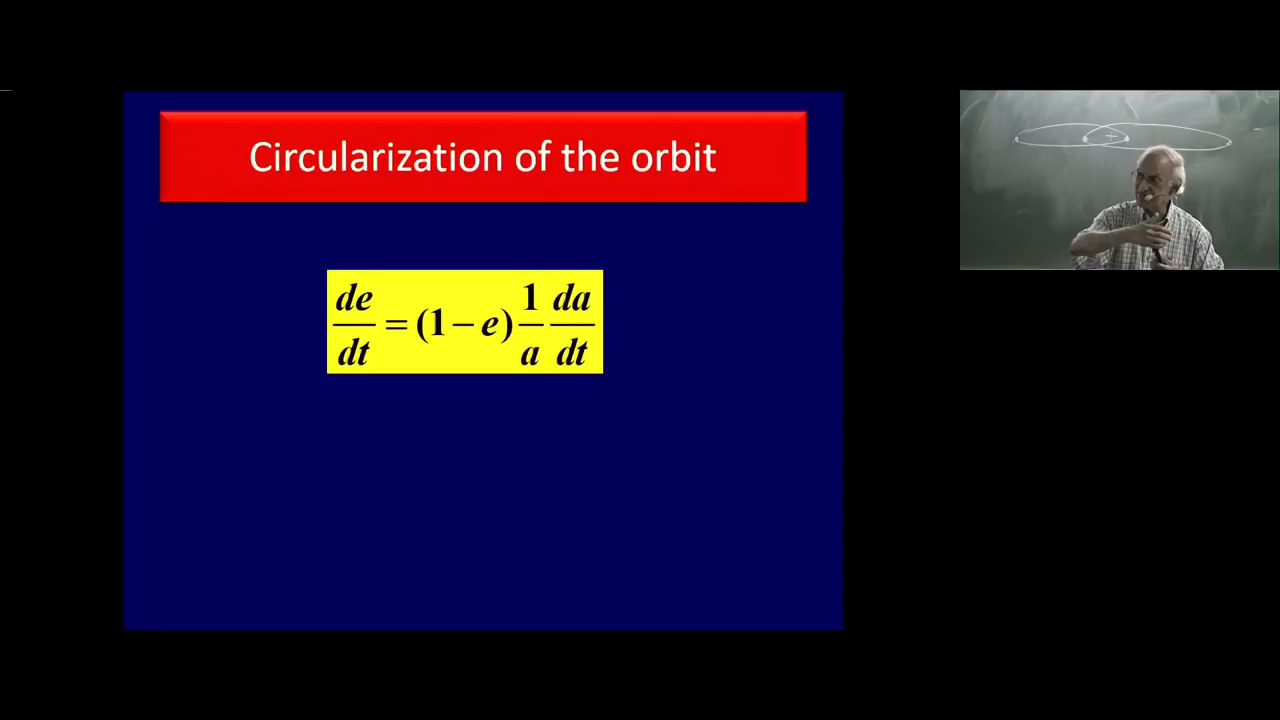 Circularization of the orbit
de/dt = (1 − e) 1/a da/dt